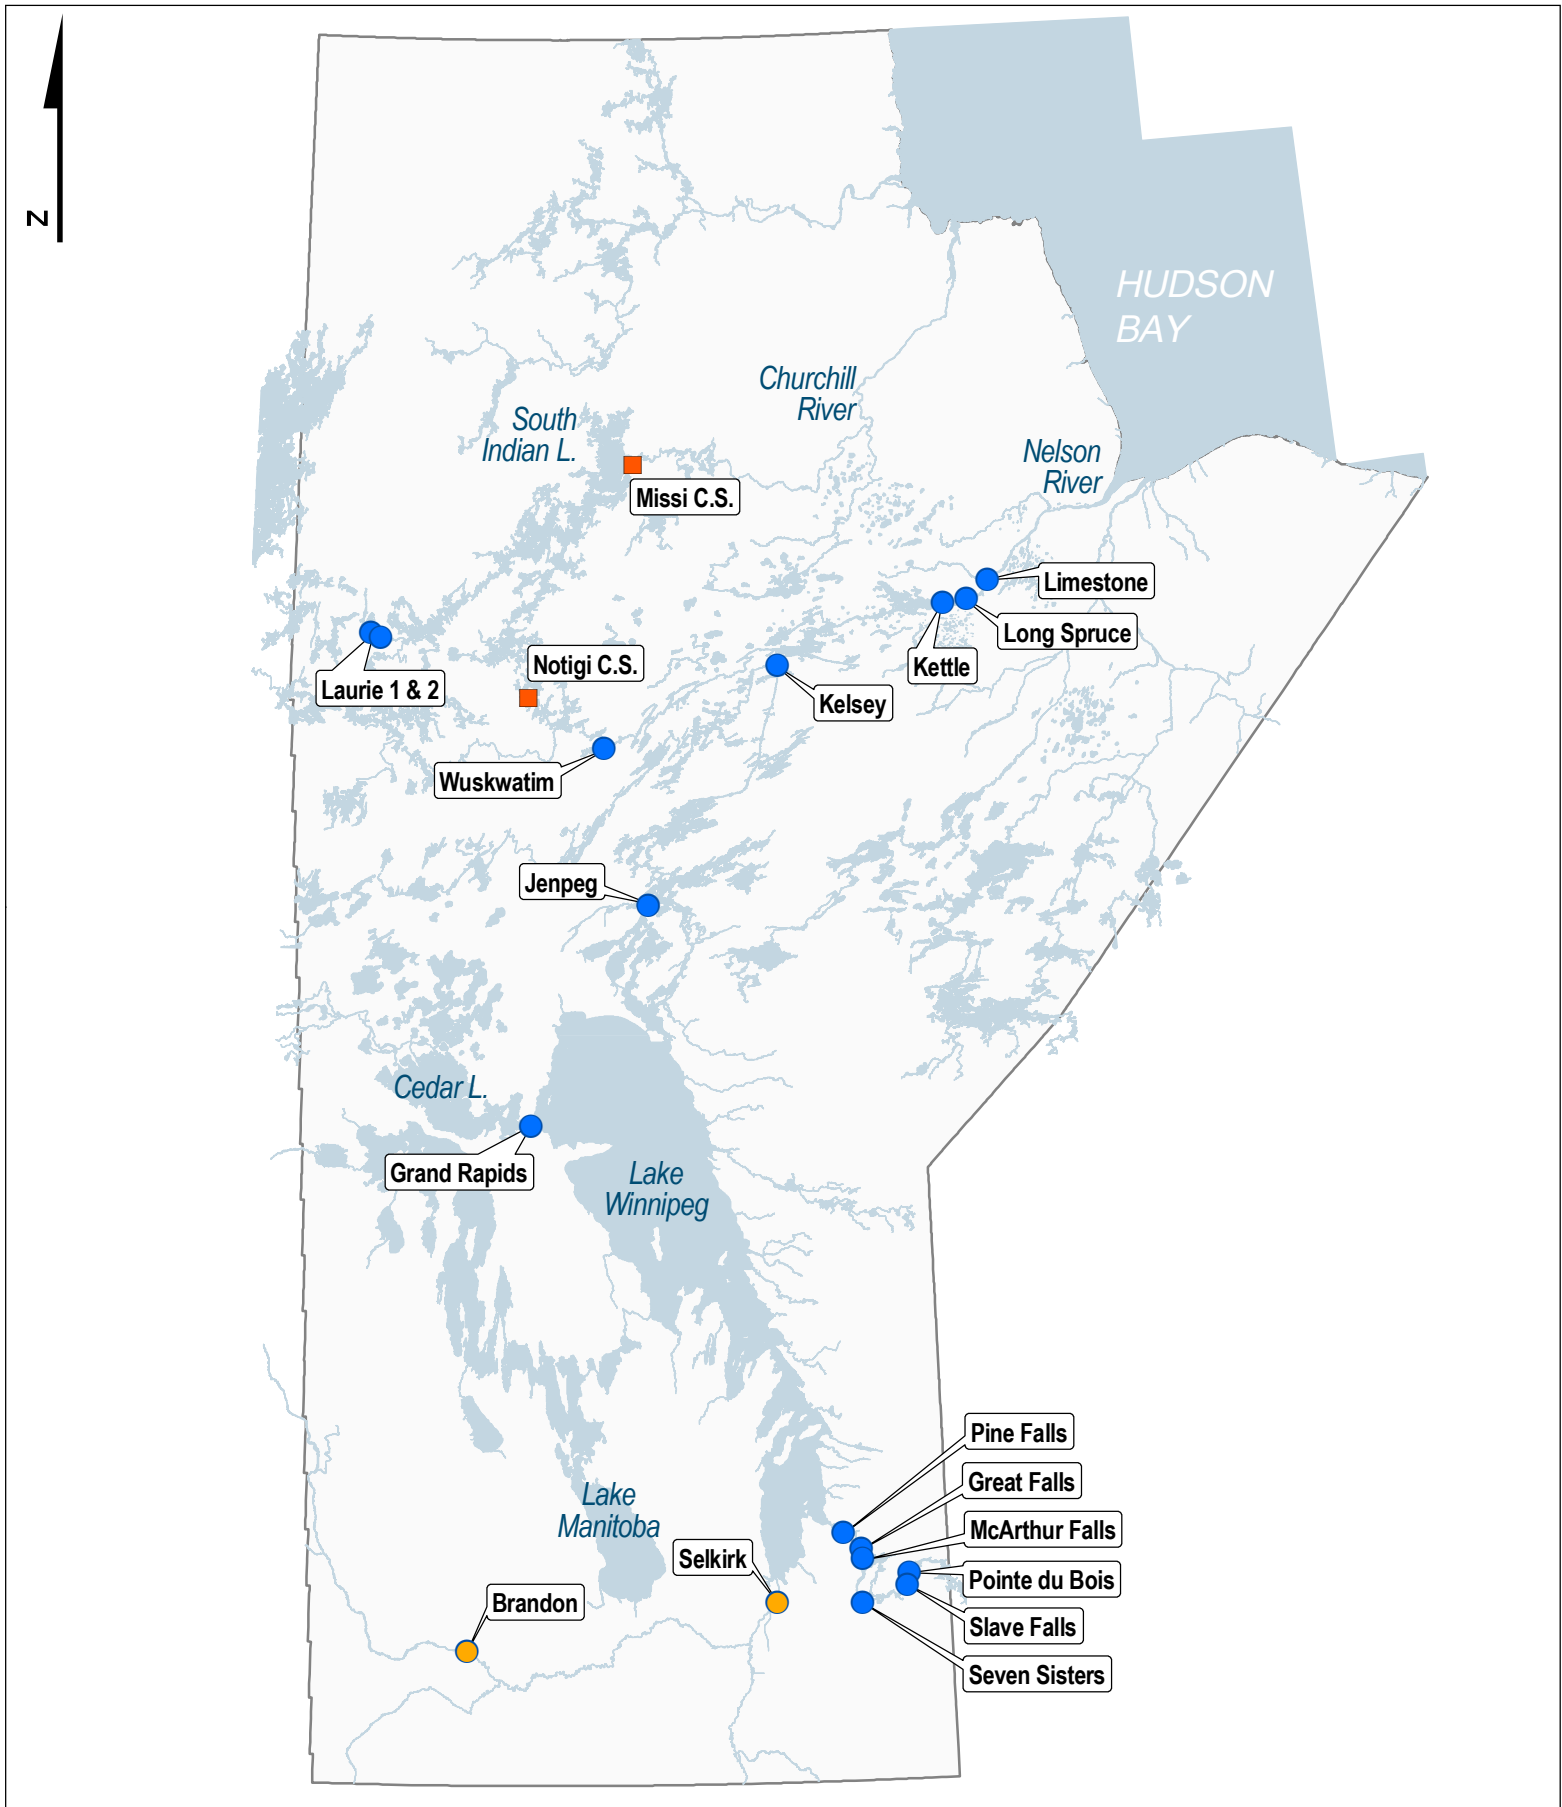 N
HUDSON
BAY
Churchill
River
South
Indian L.
Nelson
River
Missi C.S.
Limestone
Long Spruce
Kettle
Notigi C.S.
Laurie 1 & 2
Kelsey
Wuskwatim
Jenpeg
Cedar L.
Grand Rapids
Lake
Winnipeg
Pine Falls
Great Falls
McArthur Falls
Lake
Manitoba
Selkirk
Pointe du Bois
Brandon
Slave Falls
Seven Sisters